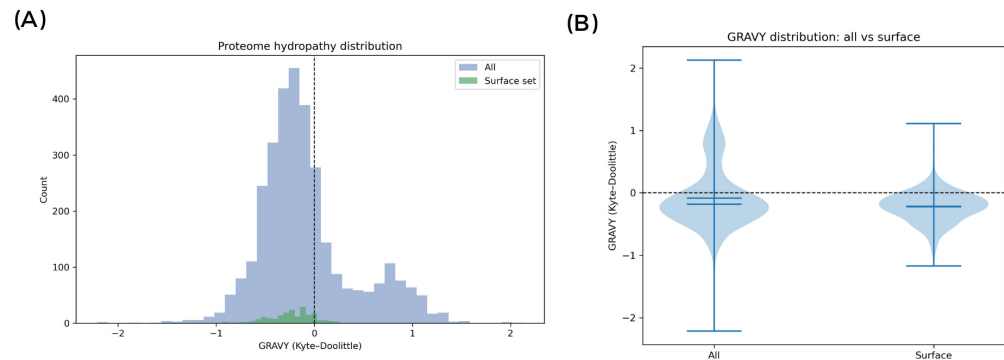 (A)
Proteome hydropathy distribution
All
Surface set
400
300
200
100
0
Count
−2
−1
0
1
2
GRAVY (Kyte–Doolittle)
(B)
GRAVY distribution: all vs surface
2
1
0
−1
−2
GRAVY (Kyte–Doolittle)
All
Surface